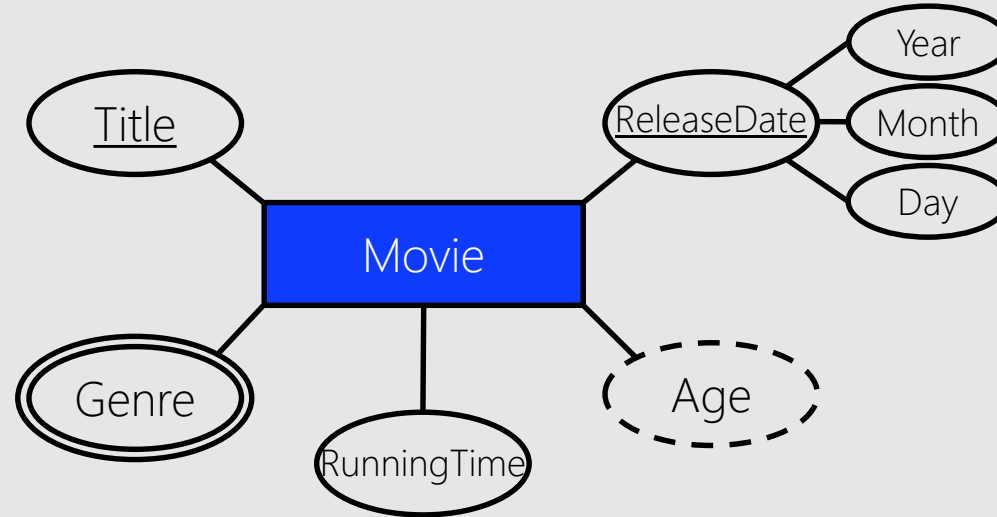 Year
Title
ReleaseDate
Month
Day
Movie
Genre
Age
RunningTime